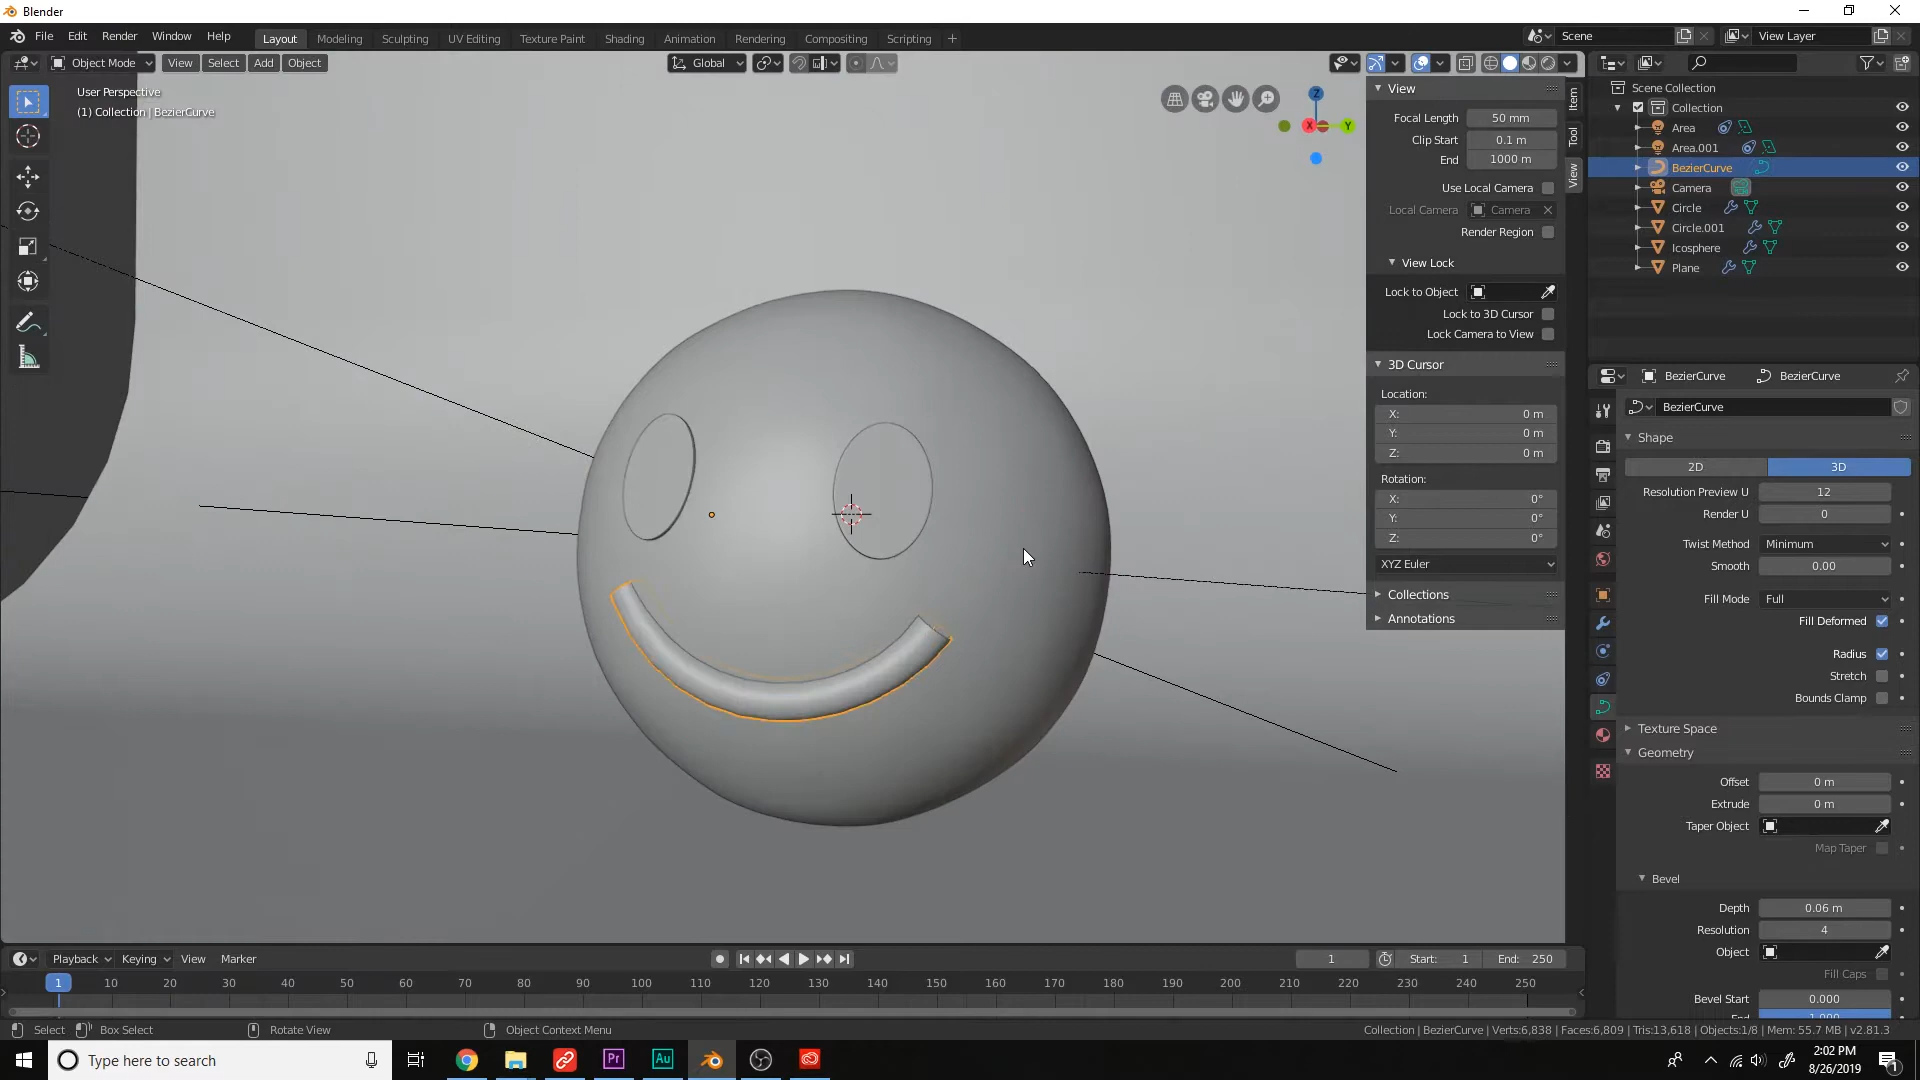 Blender
File Edit Render Window Help
Layout Modeling Sculpting UV Editing Texture Paint Shading Animation Rendering Compositing Scripting +
Scene
View Layer
Object Mode View Select Add Object
Global
User Perspective
(1) Collection | BezierCurve
Z
X
Y
View
Focal Length 50 mm
Clip Start 0.1 m
End 1000 m
Use Local Camera
Local Camera Camera
Render Region
View Lock
Lock to Object
Lock to 3D Cursor
Lock Camera to View
3D Cursor
Location:
X: 0 m
Y: 0 m
Z: 0 m
Rotation:
X: 0°
Y: 0°
Z: 0°
XYZ Euler
Collections
Annotations
Item
Tool
View
Scene Collection
Collection
Area
Area.001
BezierCurve
Camera
Circle
Circle.001
Icosphere
Plane
BezierCurve BezierCurve
BezierCurve
Shape
2D 3D
Resolution Preview U 12
Render U 0
Twist Method Minimum
Smooth 0.00
Fill Mode Full
Fill Deformed
Radius
Stretch
Bounds Clamp
Texture Space
Geometry
Offset 0 m
Extrude 0 m
Taper Object
Map Taper
Bevel
Depth 0.06 m
Resolution 4
Object
Fill Caps
Bevel Start 0.000
End 1.000
Playback Keying View Marker
1 Start: 1 End: 250
1 10 20 30 40 50 60 70 80 90 100 110 120 130 140 150 160 170 180 190 200 210 220 230 240 250
Select Box Select Rotate View Object Context Menu
Collection | BezierCurve | Verts:6,838 | Faces:6,809 | Tris:13,618 | Objects:1/8 | Mem: 55.7 MB | v2.81.3
Type here to search
Pr
Au
2:02 PM
8/26/2019
1